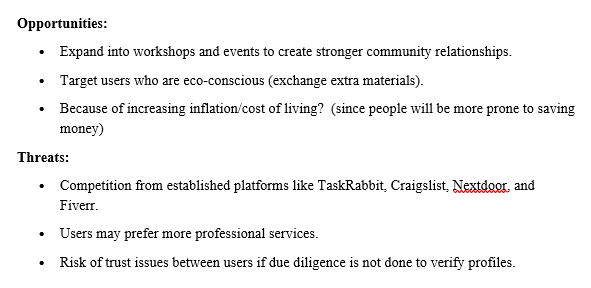 Opportunities:
• Expand into workshops and events to create stronger community relationships.
• Target users who are eco-conscious (exchange extra materials).
• Because of increasing inflation/cost of living?  (since people will be more prone to saving
money)
Threats:
• Competition from established platforms like TaskRabbit, Craigslist, Nextdoor, and
Fiverr.
• Users may prefer more professional services.
• Risk of trust issues between users if due diligence is not done to verify profiles.